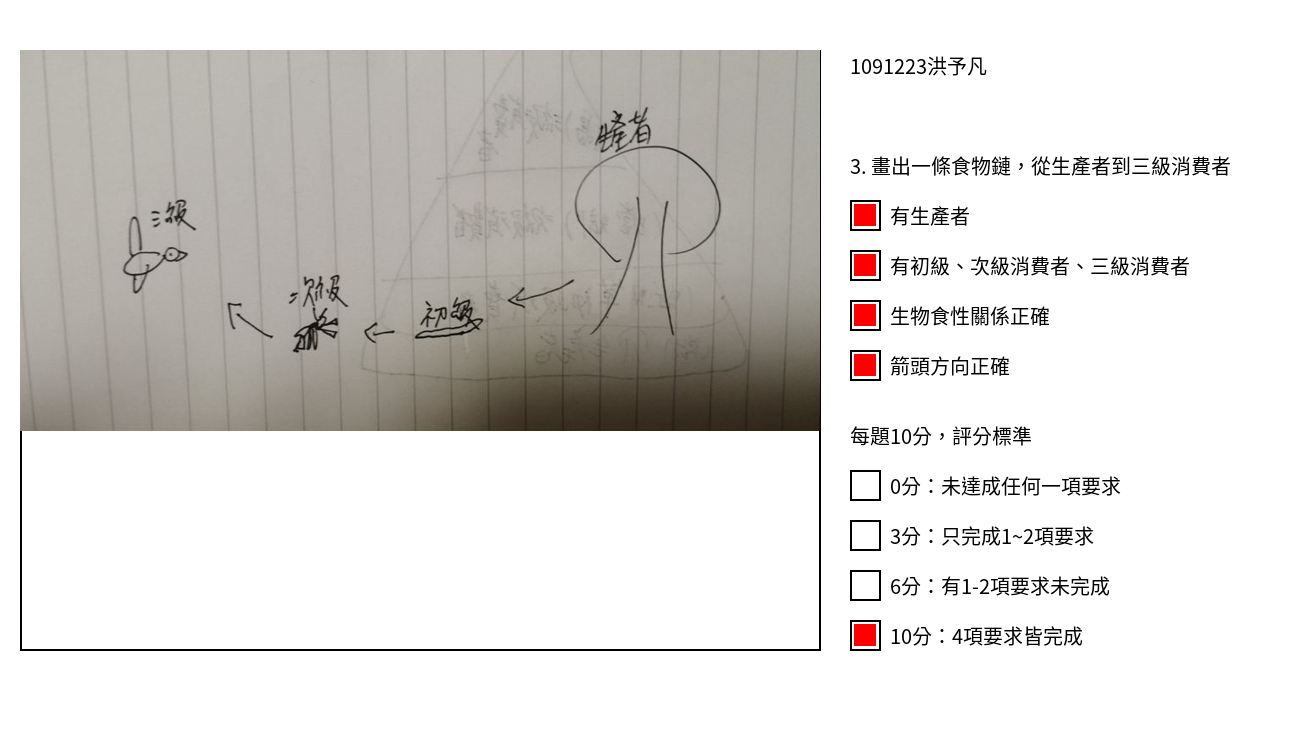 生產者
三級
二次級
初級
1091223洪予凡
3. 畫出一條食物鏈，從生產者到三級消費者
有生產者
有初級、次級消費者、三級消費者
生物食性關係正確
箭頭方向正確
每題10分，評分標準
0分：未達成任何一項要求
3分：只完成1~2項要求
6分：有1-2項要求未完成
10分：4項要求皆完成